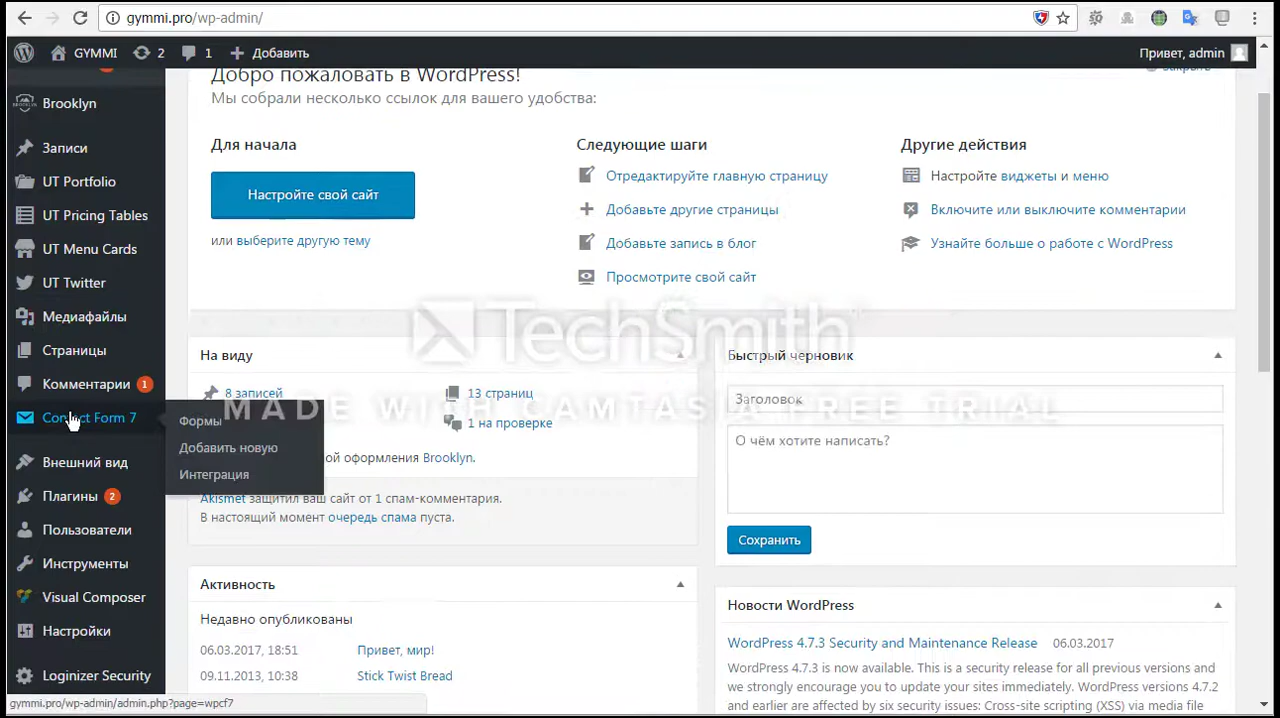 gymmi.pro/wp-admin/
GYMMI 2 1 Добавить Привет, admin
Brooklyn
Записи
UT Portfolio
UT Pricing Tables
UT Menu Cards
UT Twitter
Медиафайлы
Страницы
Комментарии 1
Contact Form 7
Внешний вид
Плагины 2
Пользователи
Инструменты
Visual Composer
Настройки
Loginizer Security
Формы
Добавить новую
Интеграция
Добро пожаловать в WordPress!
Закрыть
Мы собрали несколько ссылок для вашего удобства:
Для начала
Настройте свой сайт
или выберите другую тему
Следующие шаги
Отредактируйте главную страницу
Добавьте другие страницы
Добавьте запись в блог
Просмотрите свой сайт
Другие действия
Настройте виджеты и меню
Включите или выключите комментарии
Узнайте больше о работе с WordPress
TechSmith
MADE WITH CAMTASIA FREE TRIAL
На виду
8 записей
13 страниц
1 на проверке
ой оформления Brooklyn.
Akismet защитил ваш сайт от 1 спам-комментария.
В настоящий момент очередь спама пуста.
Активность
Недавно опубликованы
06.03.2017, 18:51 Привет, мир!
09.11.2013, 10:38 Stick Twist Bread
Быстрый черновик
Заголовок
О чём хотите написать?
Сохранить
Новости WordPress
WordPress 4.7.3 Security and Maintenance Release 06.03.2017
WordPress 4.7.3 is now available. This is a security release for all previous versions and
we strongly encourage you to update your sites immediately. WordPress versions 4.7.2
and earlier are affected by six security issues: Cross-site scripting (XSS) via media file
gymmi.pro/wp-admin/admin.php?page=wpcf7